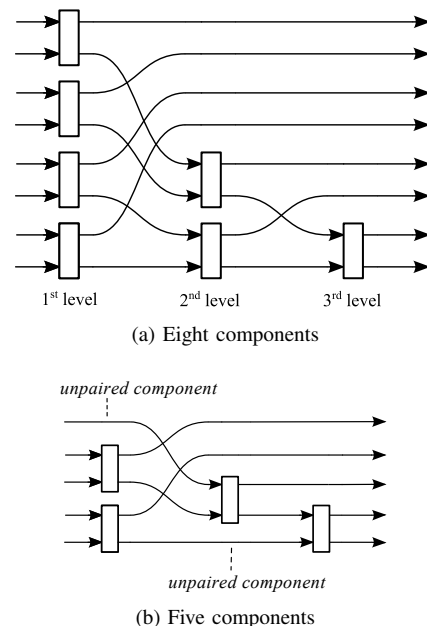 1st level 2nd level 3rd level
(a) Eight components
unpaired component
unpaired component
(b) Five components